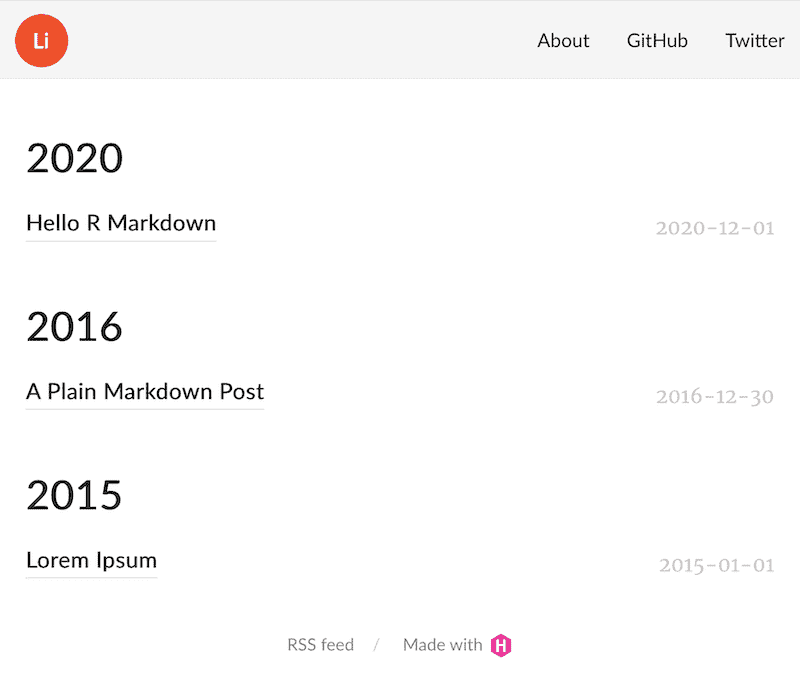 Li About GitHub Twitter
2020
Hello R Markdown 2020-12-01
2016
A Plain Markdown Post 2016-12-30
2015
Lorem Ipsum 2015-01-01
RSS feed / Made with H